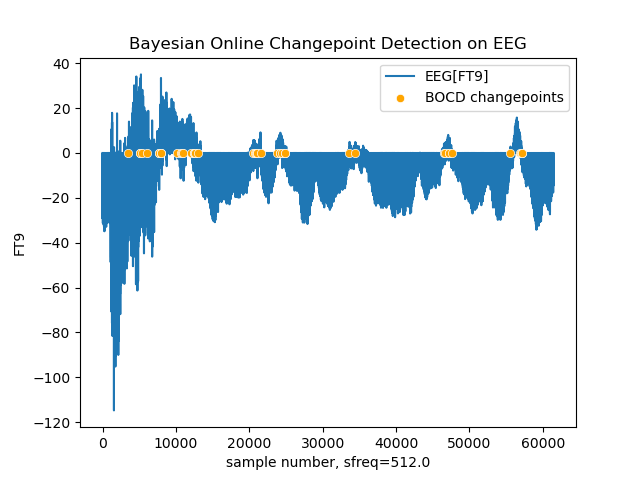 Bayesian Online Changepoint Detection on EEG
EEG[FT9]
BOCD changepoints
40
20
0
−20
−40
−60
−80
−100
−120
FT9
0 10000 20000 30000 40000 50000 60000
sample number, sfreq=512.0